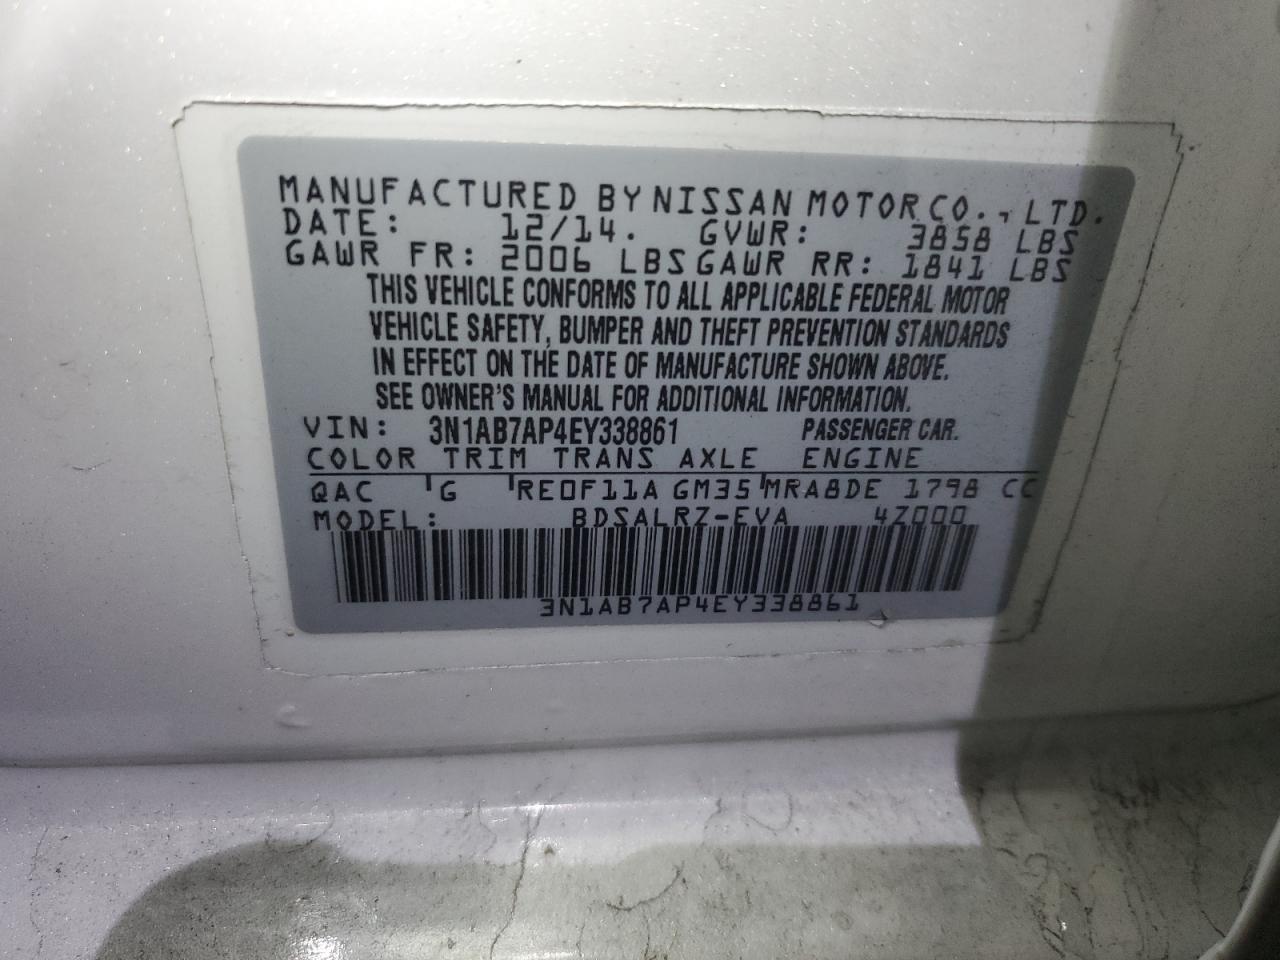 MANUFACTURED BY NISSAN MOTOR CO., LTD.
DATE: 12/14. GVWR: 3858 LBS
GAWR FR: 2006 LBS GAWR RR: 1841 LBS
THIS VEHICLE CONFORMS TO ALL APPLICABLE FEDERAL MOTOR
VEHICLE SAFETY, BUMPER AND THEFT PREVENTION STANDARDS
IN EFFECT ON THE DATE OF MANUFACTURE SHOWN ABOVE.
SEE OWNER'S MANUAL FOR ADDITIONAL INFORMATION.
VIN: 3N1AB7AP4EY338861 PASSENGER CAR.
COLOR TRIM TRANS AXLE ENGINE
QAC G RE0F11A GM35 MRA8DE 1798 CC
MODEL: BDSALRZ-EVA 4Z000
3N1AB7AP4EY338861